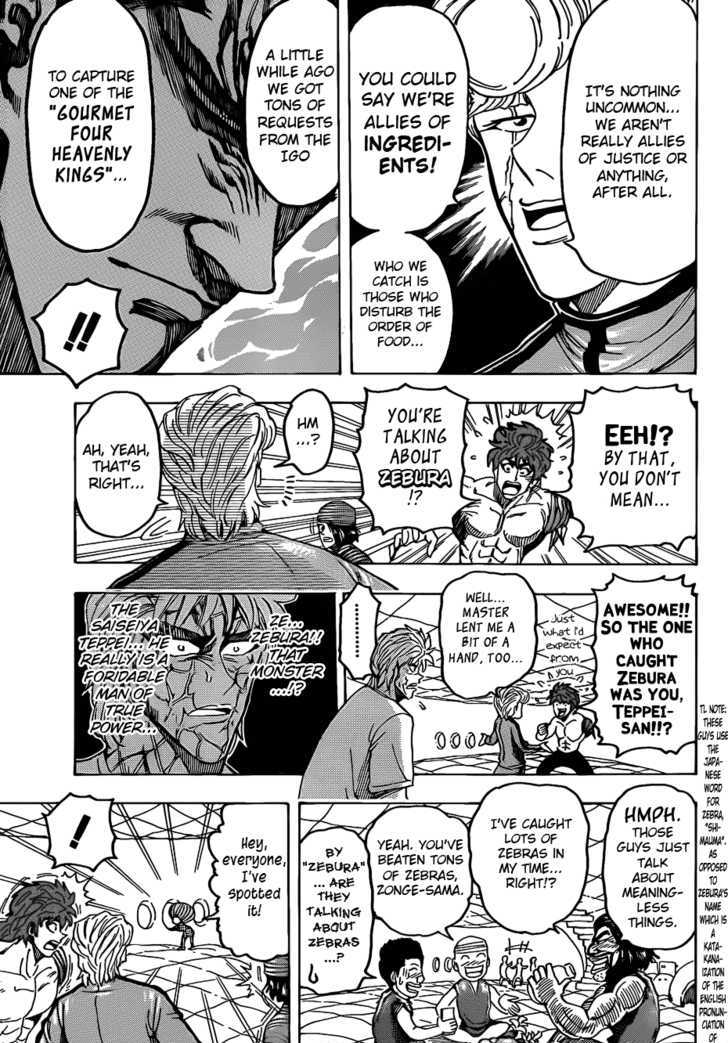 IT'S NOTHING
UNCOMMON...
WE AREN'T
REALLY ALLIES
OF JUSTICE OR
ANYTHING,
AFTER ALL.
YOU COULD
SAY WE'RE
ALLIES OF
INGREDI-
ENTS!
WHO WE
CATCH IS
THOSE WHO
DISTURB THE
ORDER OF
FOOD...
A LITTLE
WHILE AGO
WE GOT
TONS OF
REQUESTS
FROM THE
IGO
TO CAPTURE
ONE OF THE
"GOURMET
FOUR
HEAVENLY
KINGS"...
!!
EEH!?
BY THAT,
YOU DON'T
MEAN...
YOU'RE
TALKING
ABOUT
ZEBURA
!?
HM
...?
AH, YEAH,
THAT'S
RIGHT...
AWESOME!!
SO THE ONE
WHO
CAUGHT
ZEBURA
WAS YOU,
TEPPEI-
SAN!!?
Just
what I'd
expect
from
a you
WELL...
MASTER
LENT ME A
BIT OF A
HAND, TOO...
.........
ZE...
ZEBURA!!
THAT
MONSTER
...!?
THE
SAISEIYA
TEPPEI... HE
REALLY IS A
FORIDABLE
MAN OF
TRUE
POWER...
HMPH.
THOSE
GUYS JUST
TALK
ABOUT
MEANING-
LESS
THINGS.
I'VE
CAUGHT
LOTS OF
ZEBRAS IN
MY TIME...
RIGHT!?
YEAH. YOU'VE
BEATEN TONS
OF ZEBRAS,
ZONGE-SAMA.
BY
"ZEBURA"
... ARE
THEY
TALKING
ABOUT
ZEBRAS
...?
Hey,
everyone,
I've
spotted
it!
!
TL NOTE:
THESE
GUYS USE
THE
JAPA-
NESE
WORD
FOR
ZEBRA,
"SHI-
MAUMA".
AS
OPPOSED
TO
ZEBURA'S
NAME
WHICH IS
A
KATA-
KANA-
IZATION
OF THE
ENGLISH
PRONUN-
CIATION
OF